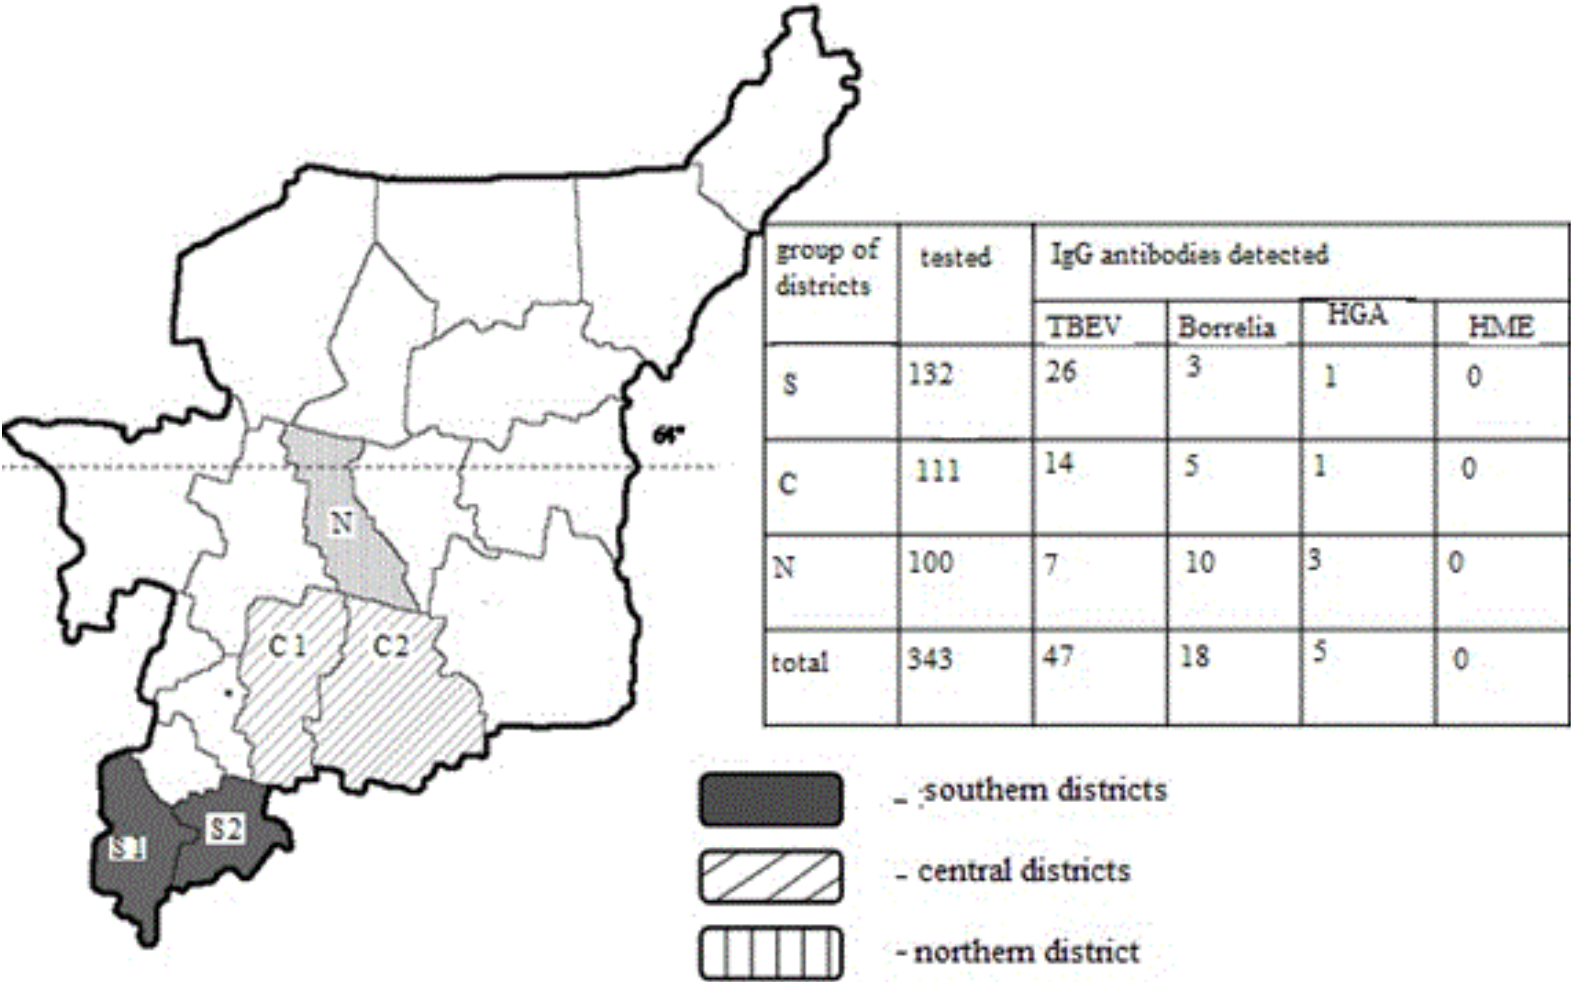 64°
N
C 1
C 2
S 1
S 2
group of districts
tested
IgG antibodies detected
TBEV
Borrelia
HGA
HME
S 132 26 3 1 0
C 111 14 5 1 0
N 100 7 10 3 0
total 343 47 18 5 0
- southern districts
- central districts
- northern district